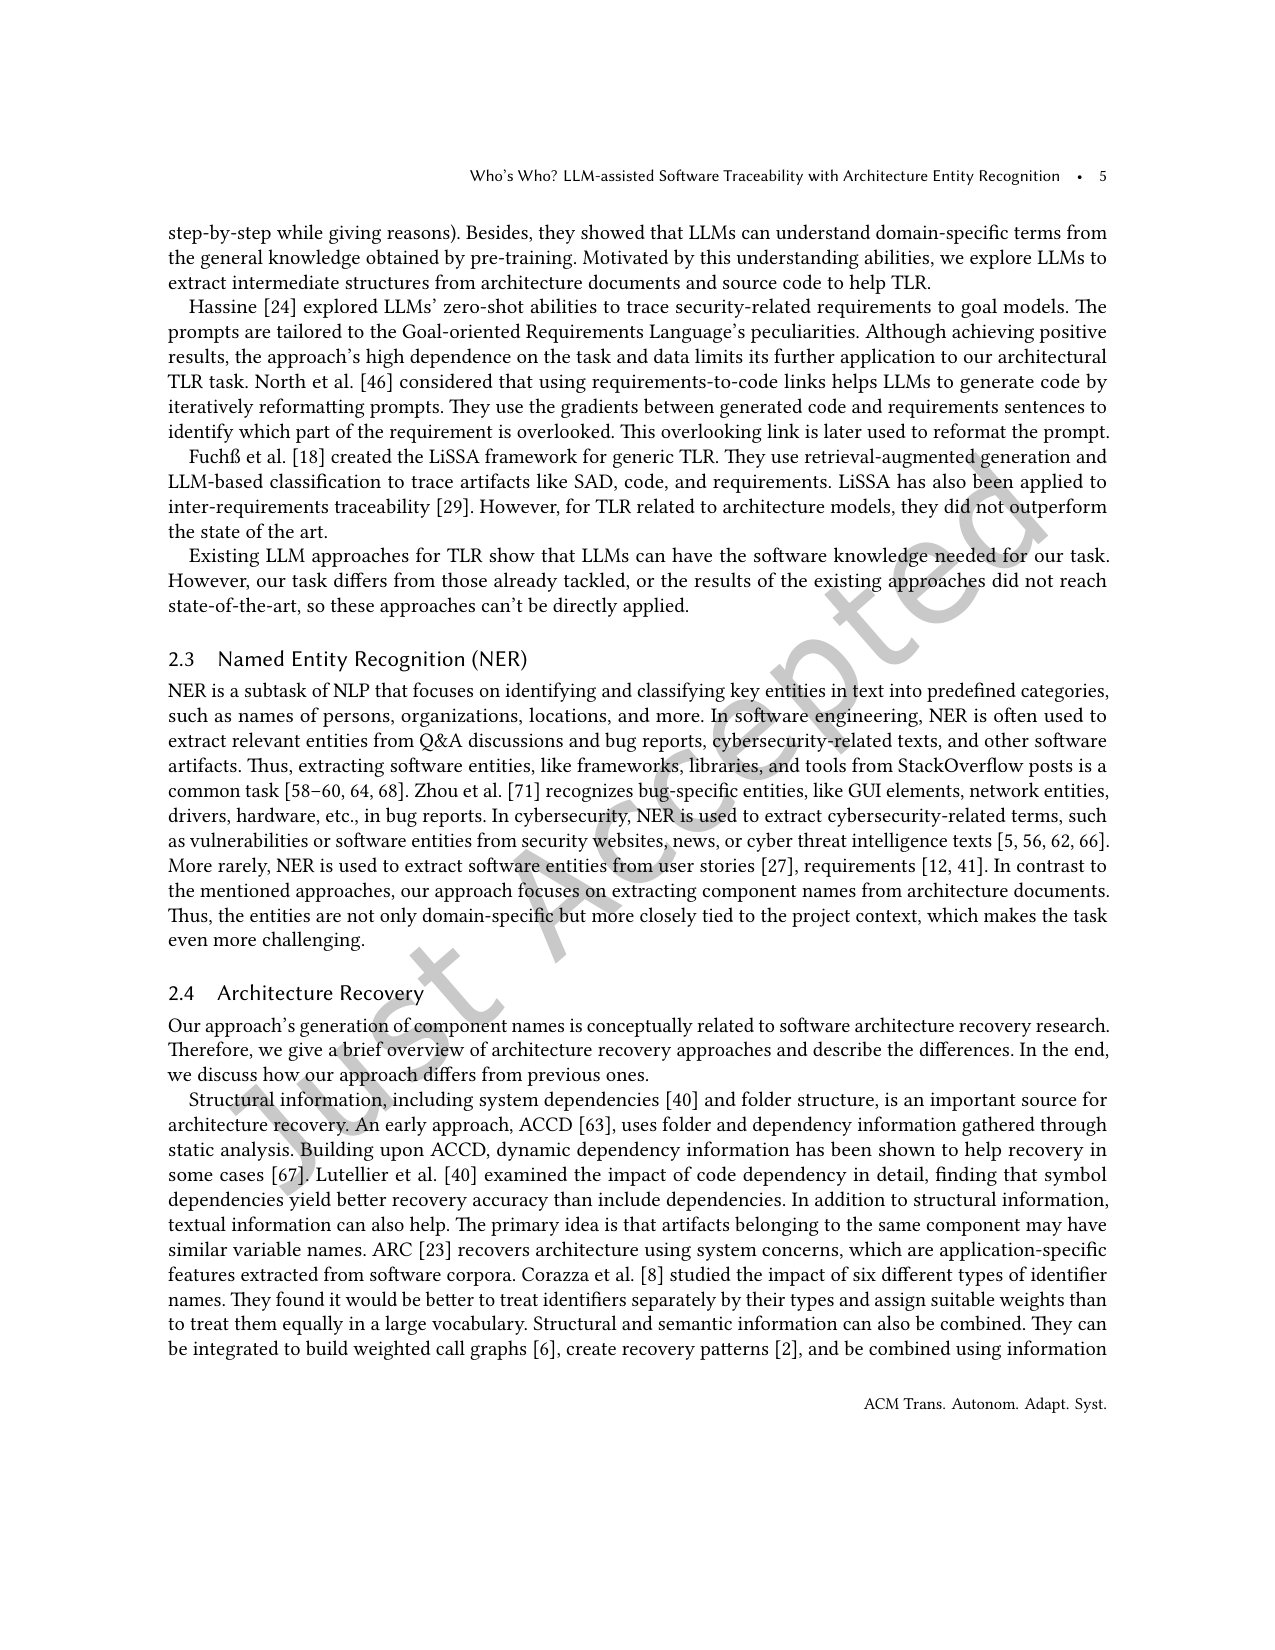 Who's Who? LLM-assisted Software Traceability with Architecture Entity Recognition • 5
step-by-step while giving reasons). Besides, they showed that LLMs can understand domain-specific terms from
the general knowledge obtained by pre-training. Motivated by this understanding abilities, we explore LLMs to
extract intermediate structures from architecture documents and source code to help TLR.
Hassine [24] explored LLMs' zero-shot abilities to trace security-related requirements to goal models. The
prompts are tailored to the Goal-oriented Requirements Language's peculiarities. Although achieving positive
results, the approach's high dependence on the task and data limits its further application to our architectural
TLR task. North et al. [46] considered that using requirements-to-code links helps LLMs to generate code by
iteratively reformatting prompts. They use the gradients between generated code and requirements sentences to
identify which part of the requirement is overlooked. This overlooking link is later used to reformat the prompt.
Fuchß et al. [18] created the LiSSA framework for generic TLR. They use retrieval-augmented generation and
LLM-based classification to trace artifacts like SAD, code, and requirements. LiSSA has also been applied to
inter-requirements traceability [29]. However, for TLR related to architecture models, they did not outperform
the state of the art.
Existing LLM approaches for TLR show that LLMs can have the software knowledge needed for our task.
However, our task differs from those already tackled, or the results of the existing approaches did not reach
state-of-the-art, so these approaches can't be directly applied.
2.3 Named Entity Recognition (NER)
NER is a subtask of NLP that focuses on identifying and classifying key entities in text into predefined categories,
such as names of persons, organizations, locations, and more. In software engineering, NER is often used to
extract relevant entities from Q&A discussions and bug reports, cybersecurity-related texts, and other software
artifacts. Thus, extracting software entities, like frameworks, libraries, and tools from StackOverflow posts is a
common task [58–60, 64, 68]. Zhou et al. [71] recognizes bug-specific entities, like GUI elements, network entities,
drivers, hardware, etc., in bug reports. In cybersecurity, NER is used to extract cybersecurity-related terms, such
as vulnerabilities or software entities from security websites, news, or cyber threat intelligence texts [5, 56, 62, 66].
More rarely, NER is used to extract software entities from user stories [27], requirements [12, 41]. In contrast to
the mentioned approaches, our approach focuses on extracting component names from architecture documents.
Thus, the entities are not only domain-specific but more closely tied to the project context, which makes the task
even more challenging.
2.4 Architecture Recovery
Our approach's generation of component names is conceptually related to software architecture recovery research.
Therefore, we give a brief overview of architecture recovery approaches and describe the differences. In the end,
we discuss how our approach differs from previous ones.
Structural information, including system dependencies [40] and folder structure, is an important source for
architecture recovery. An early approach, ACCD [63], uses folder and dependency information gathered through
static analysis. Building upon ACCD, dynamic dependency information has been shown to help recovery in
some cases [67]. Lutellier et al. [40] examined the impact of code dependency in detail, finding that symbol
dependencies yield better recovery accuracy than include dependencies. In addition to structural information,
textual information can also help. The primary idea is that artifacts belonging to the same component may have
similar variable names. ARC [23] recovers architecture using system concerns, which are application-specific
features extracted from software corpora. Corazza et al. [8] studied the impact of six different types of identifier
names. They found it would be better to treat identifiers separately by their types and assign suitable weights than
to treat them equally in a large vocabulary. Structural and semantic information can also be combined. They can
be integrated to build weighted call graphs [6], create recovery patterns [2], and be combined using information
ACM Trans. Autonom. Adapt. Syst.
Just Accepted